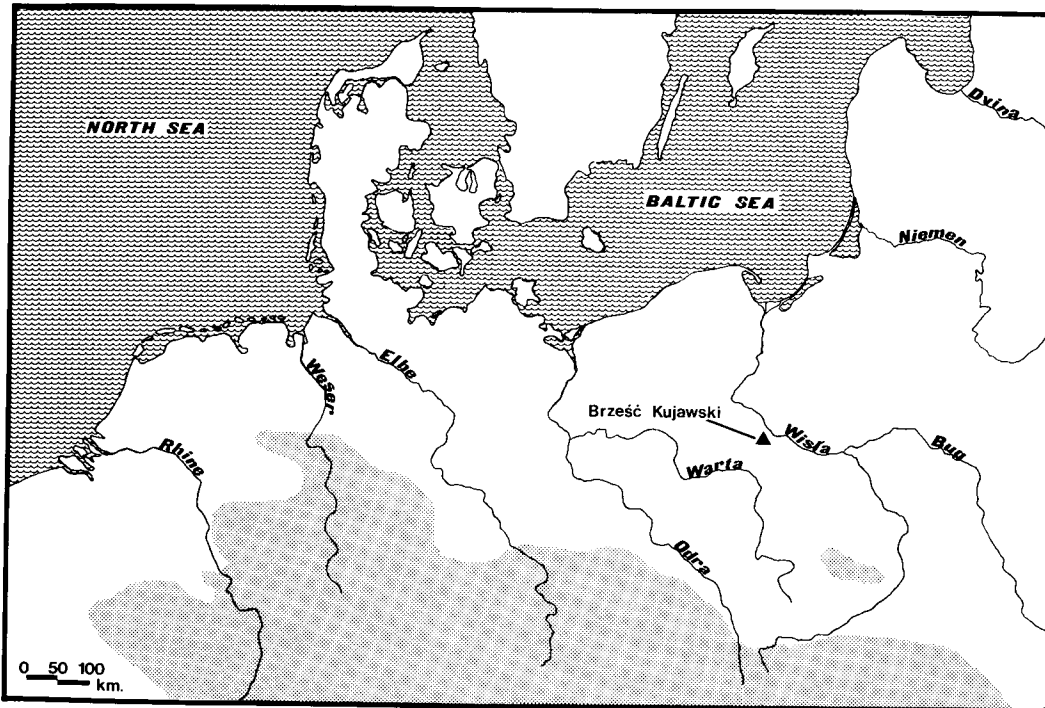 NORTH SEA
Dvina
BALTIC SEA
Niemen
Elbe
Weser
Brześć Kujawski
Wisła
Bug
Rhine
Warta
Odra
0 50 100
km.